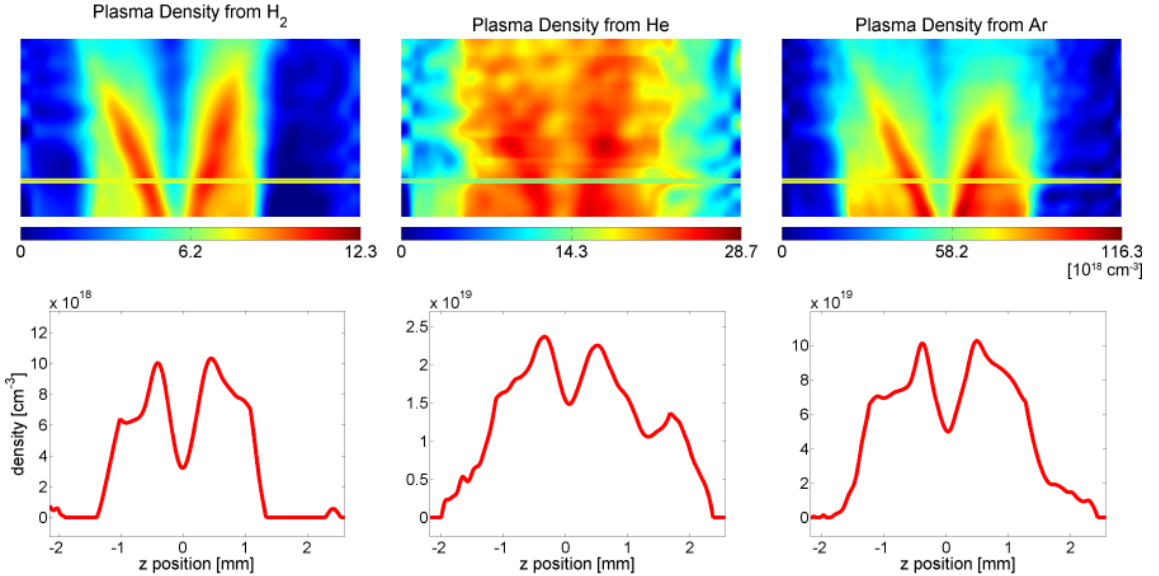 Plasma Density from H2
Plasma Density from He
Plasma Density from Ar
0 6.2 12.3
0 14.3 28.7
0 58.2 116.3
[10^18 cm^-3]
x 10^18
12
10
8
6
4
2
0
density [cm^-3]
-2 -1 0 1 2
z position [mm]
x 10^19
2.5
2
1.5
1
0.5
0
-2 -1 0 1 2
z position [mm]
x 10^19
10
8
6
4
2
0
-2 -1 0 1 2
z position [mm]